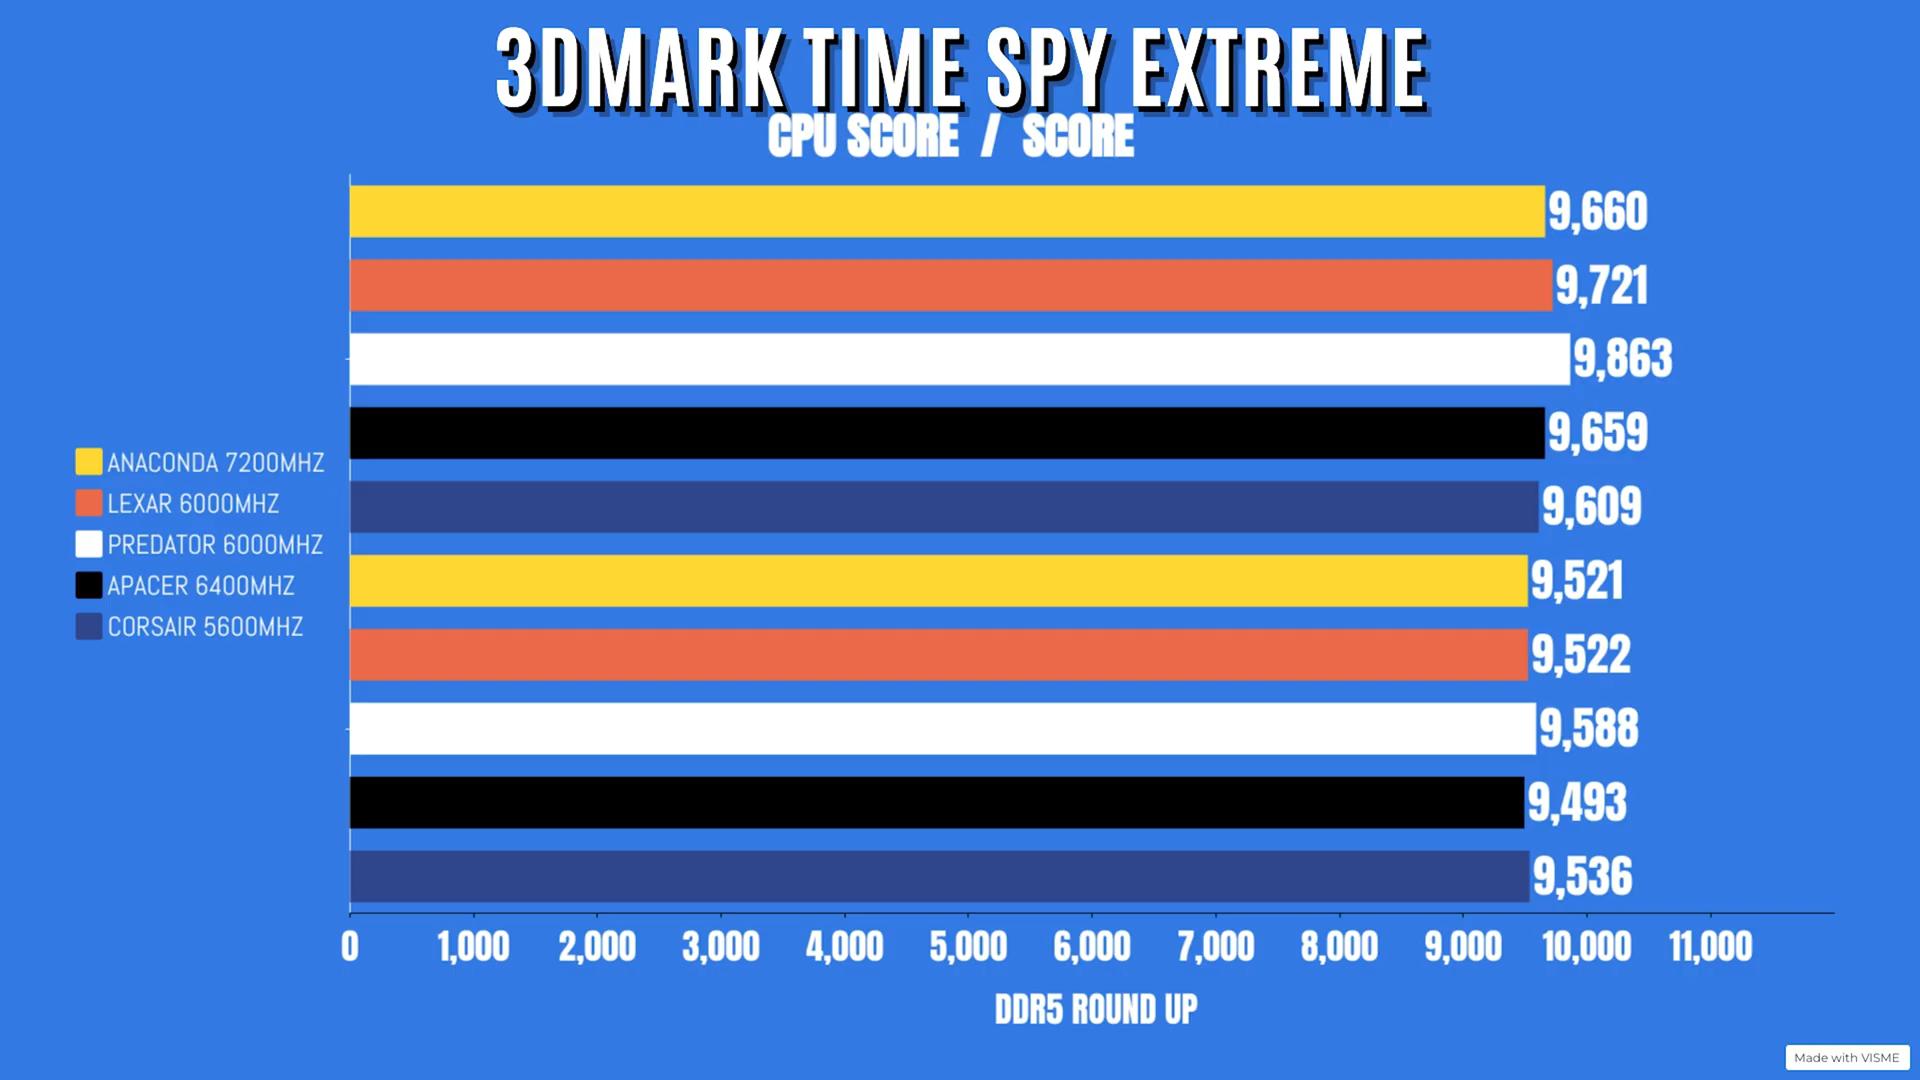 3DMARK TIME SPY EXTREME
CPU SCORE / SCORE
9,660
9,721
9,863
9,659
9,609
9,521
9,522
9,588
9,493
9,536
ANACONDA 7200MHZ
LEXAR 6000MHZ
PREDATOR 6000MHZ
APACER 6400MHZ
CORSAIR 5600MHZ
0 1,000 2,000 3,000 4,000 5,000 6,000 7,000 8,000 9,000 10,000 11,000
DDR5 ROUND UP
Made with VISME